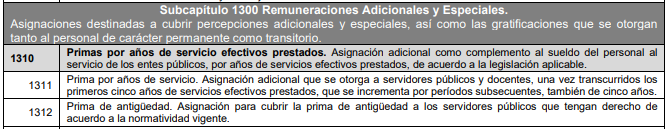 Subcapítulo 1300 Remuneraciones Adicionales y Especiales.
Asignaciones destinadas a cubrir percepciones adicionales y especiales, así como las gratificaciones que se otorgan
tanto al personal de carácter permanente como transitorio.
1310 Primas por años de servicio efectivos prestados. Asignación adicional como complemento al sueldo del personal al
servicio de los entes públicos, por años de servicios efectivos prestados, de acuerdo a la legislación aplicable.
1311 Prima por años de servicio. Asignación adicional que se otorga a servidores públicos y docentes, una vez transcurridos los
primeros cinco años de servicios efectivos prestados, que se incrementa por períodos subsecuentes, también de cinco años.
1312 Prima de antigüedad. Asignación para cubrir la prima de antigüedad a los servidores públicos que tengan derecho de
acuerdo a la normatividad vigente.